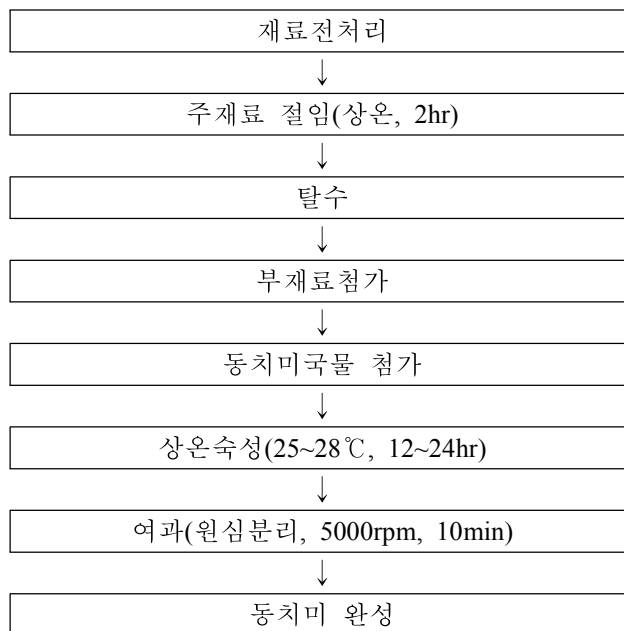 재료전처리
↓
주재료 절임(상온, 2hr)
↓
탈수
↓
부재료첨가
↓
동치미국물 첨가
↓
상온숙성(25~28℃, 12~24hr)
↓
여과(원심분리, 5000rpm, 10min)
↓
동치미 완성